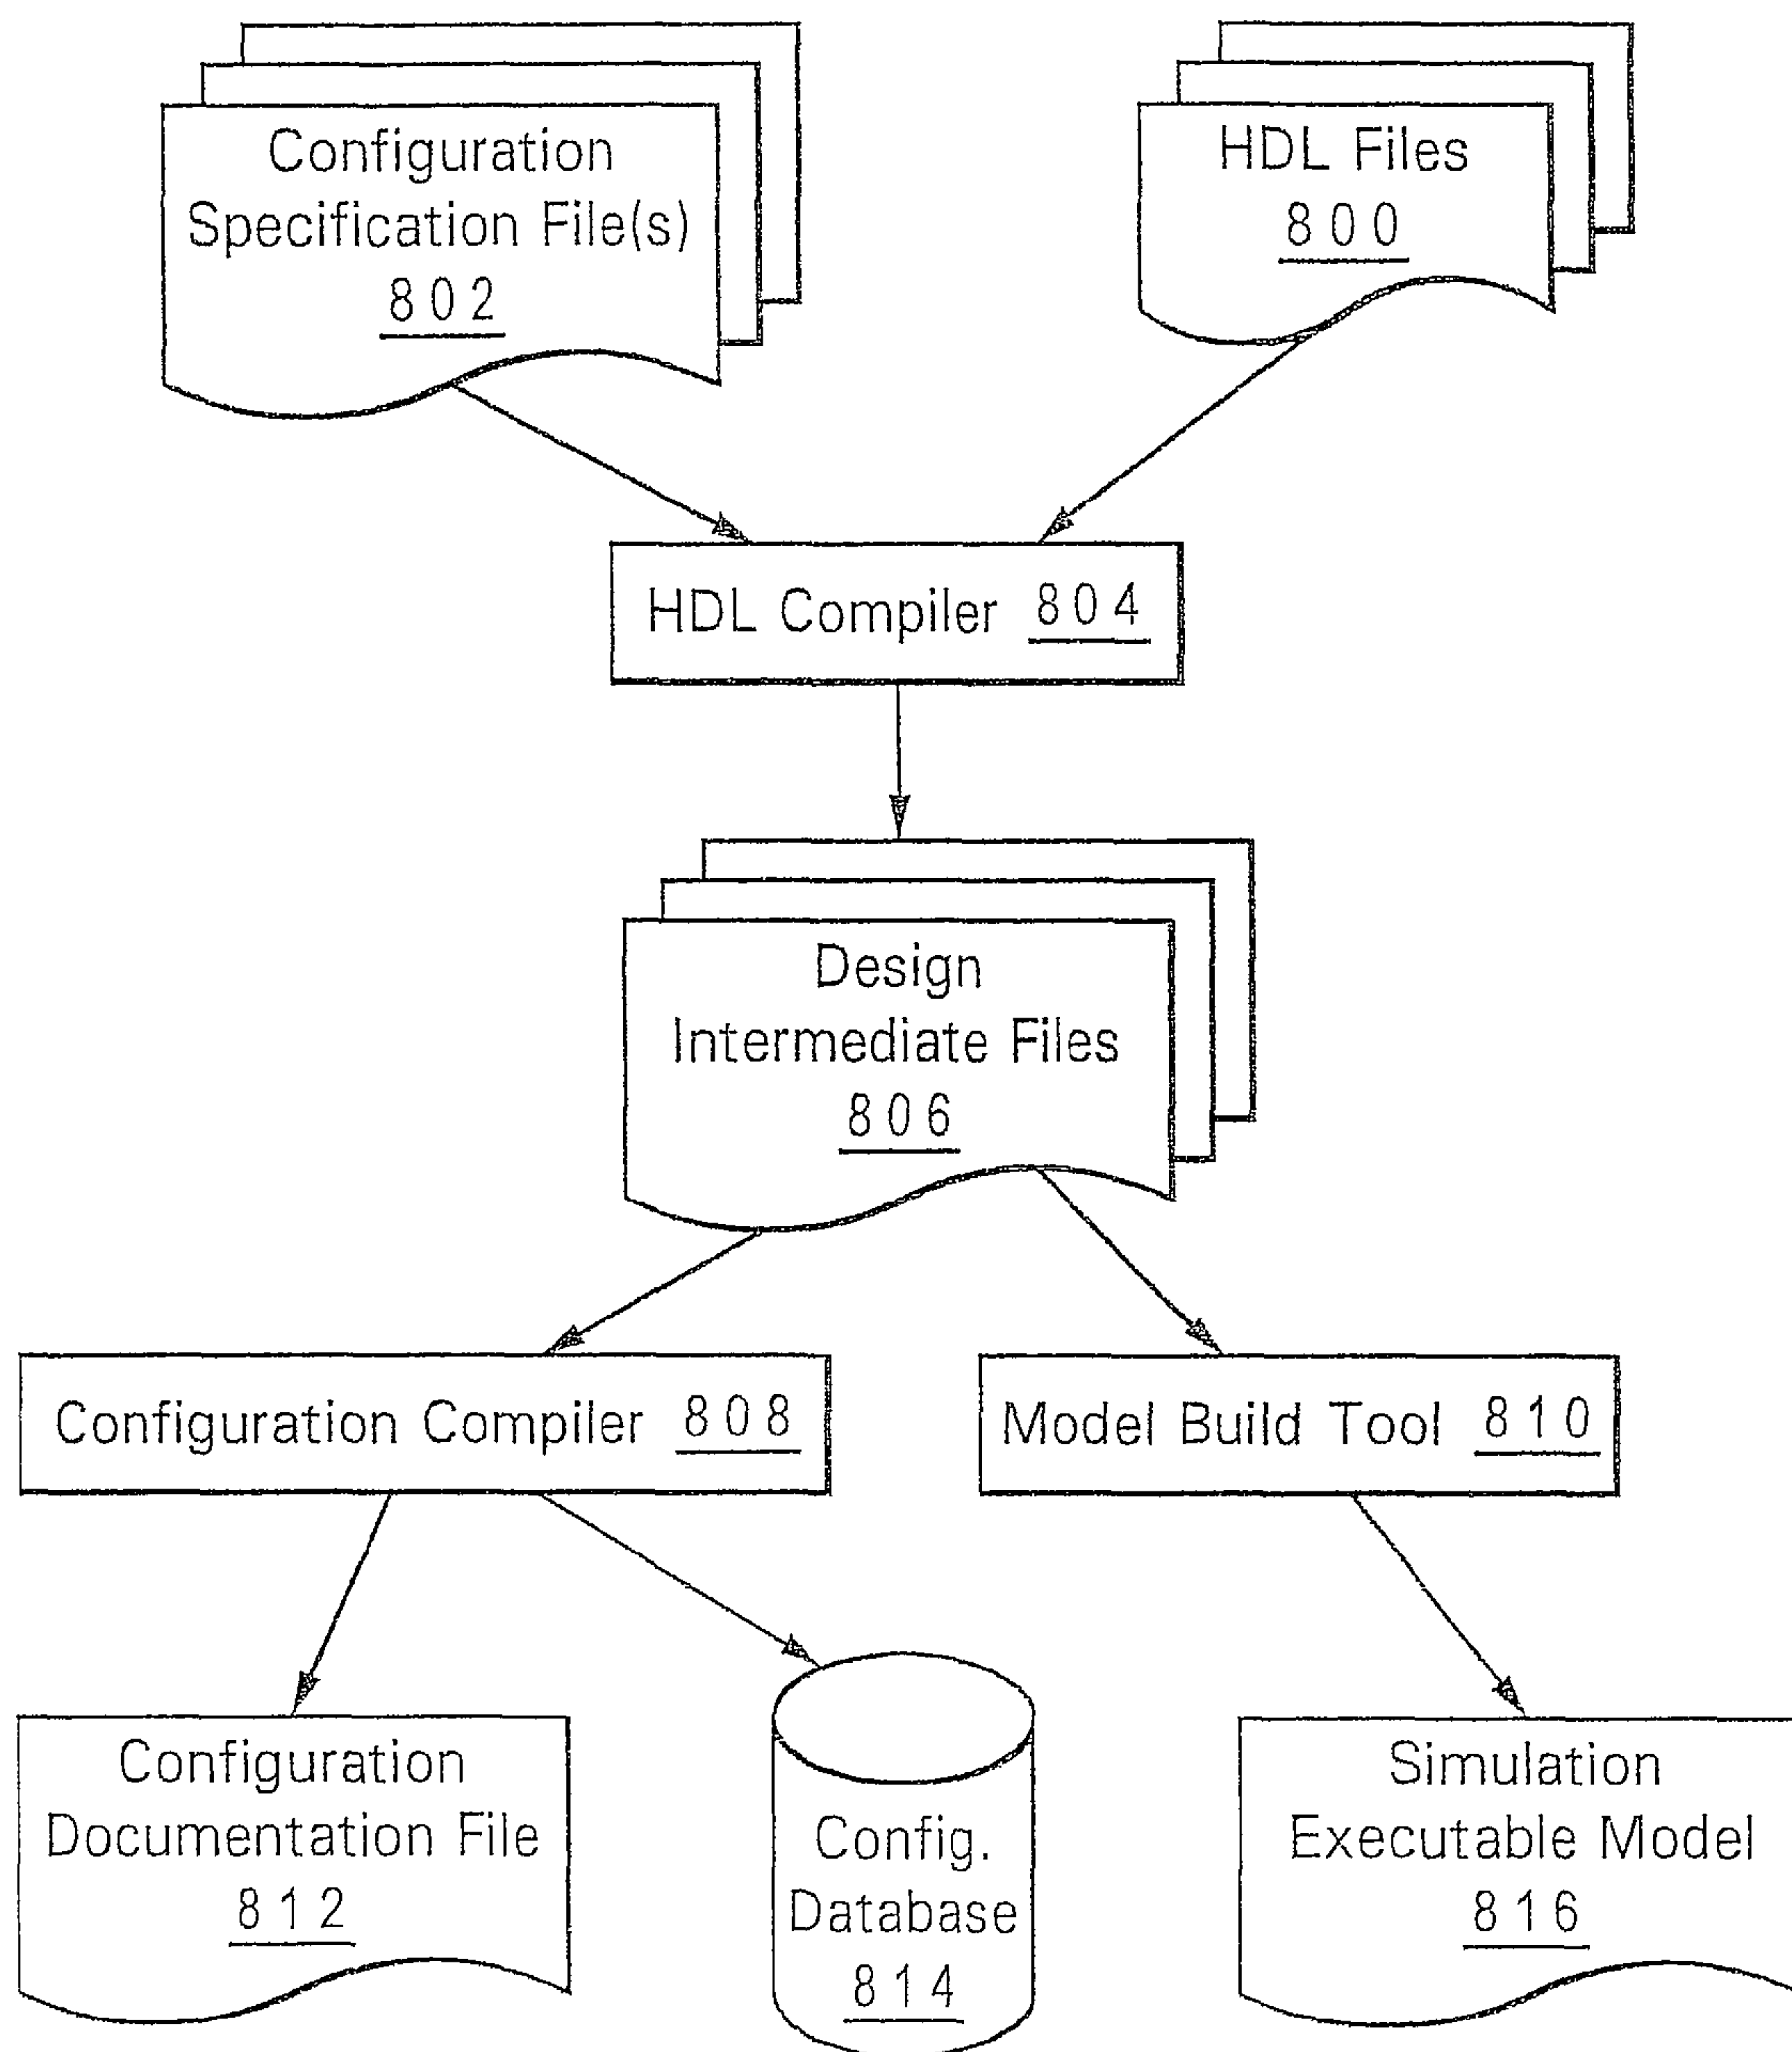 Configuration
Specification File(s)
802
HDL Files
800
HDL Compiler 804
Design
Intermediate Files
806
Configuration Compiler 808
Model Build Tool 810
Configuration
Documentation File
812
Config.
Database
814
Simulation
Executable Model
816